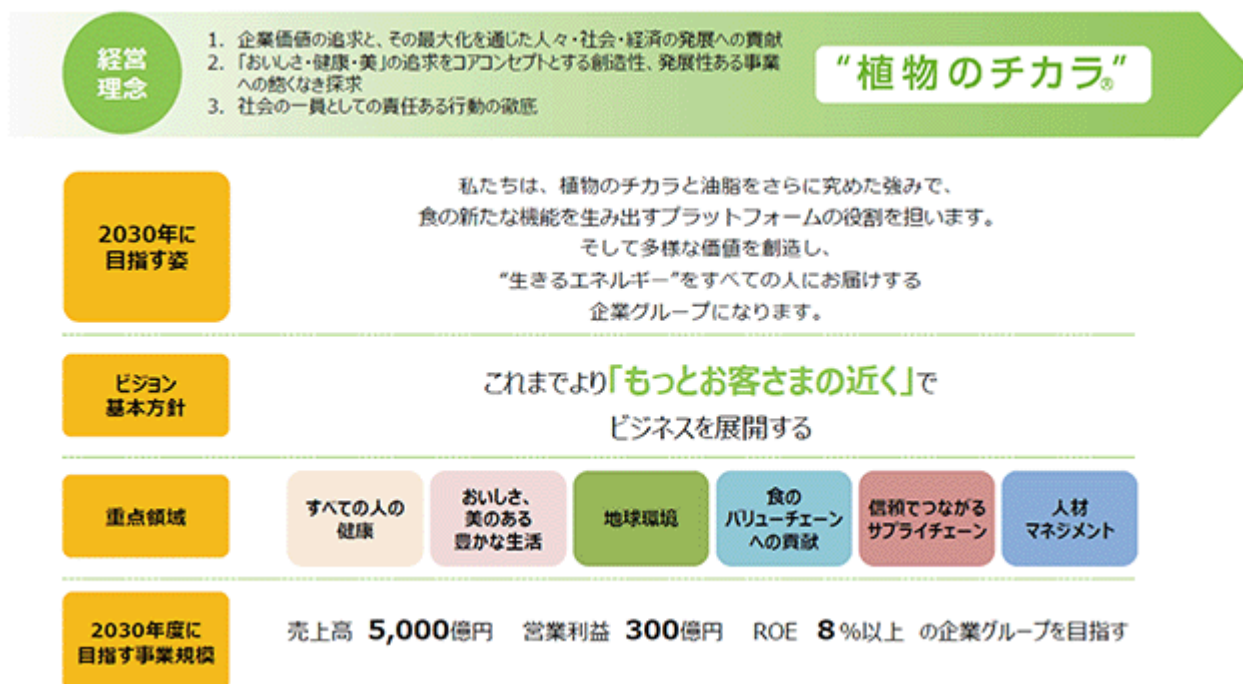 経営
理念
1. 企業価値の追求と、その最大化を通じた人々・社会・経済の発展への貢献
2. 「おいしさ・健康・美」の追求をコアコンセプトとする創造性、発展性ある事業
への飽くなき探求
3. 社会の一員としての責任ある行動の徹底
“植物のチカラ®”
2030年に
目指す姿
私たちは、植物のチカラと油脂をさらに究めた強みで、
食の新たな機能を生み出すプラットフォームの役割を担います。
そして多様な価値を創造し、
“生きるエネルギー”をすべての人にお届けする
企業グループになります。
ビジョン
基本方針
これまでより「もっとお客さまの近く」で
ビジネスを展開する
重点領域
すべての人の
健康
おいしさ、
美のある
豊かな生活
地球環境
食の
バリューチェーン
への貢献
信頼でつながる
サプライチェーン
人材
マネジメント
2030年度に
目指す事業規模
売上高 5,000億円 営業利益 300億円 ROE 8%以上 の企業グループを目指す